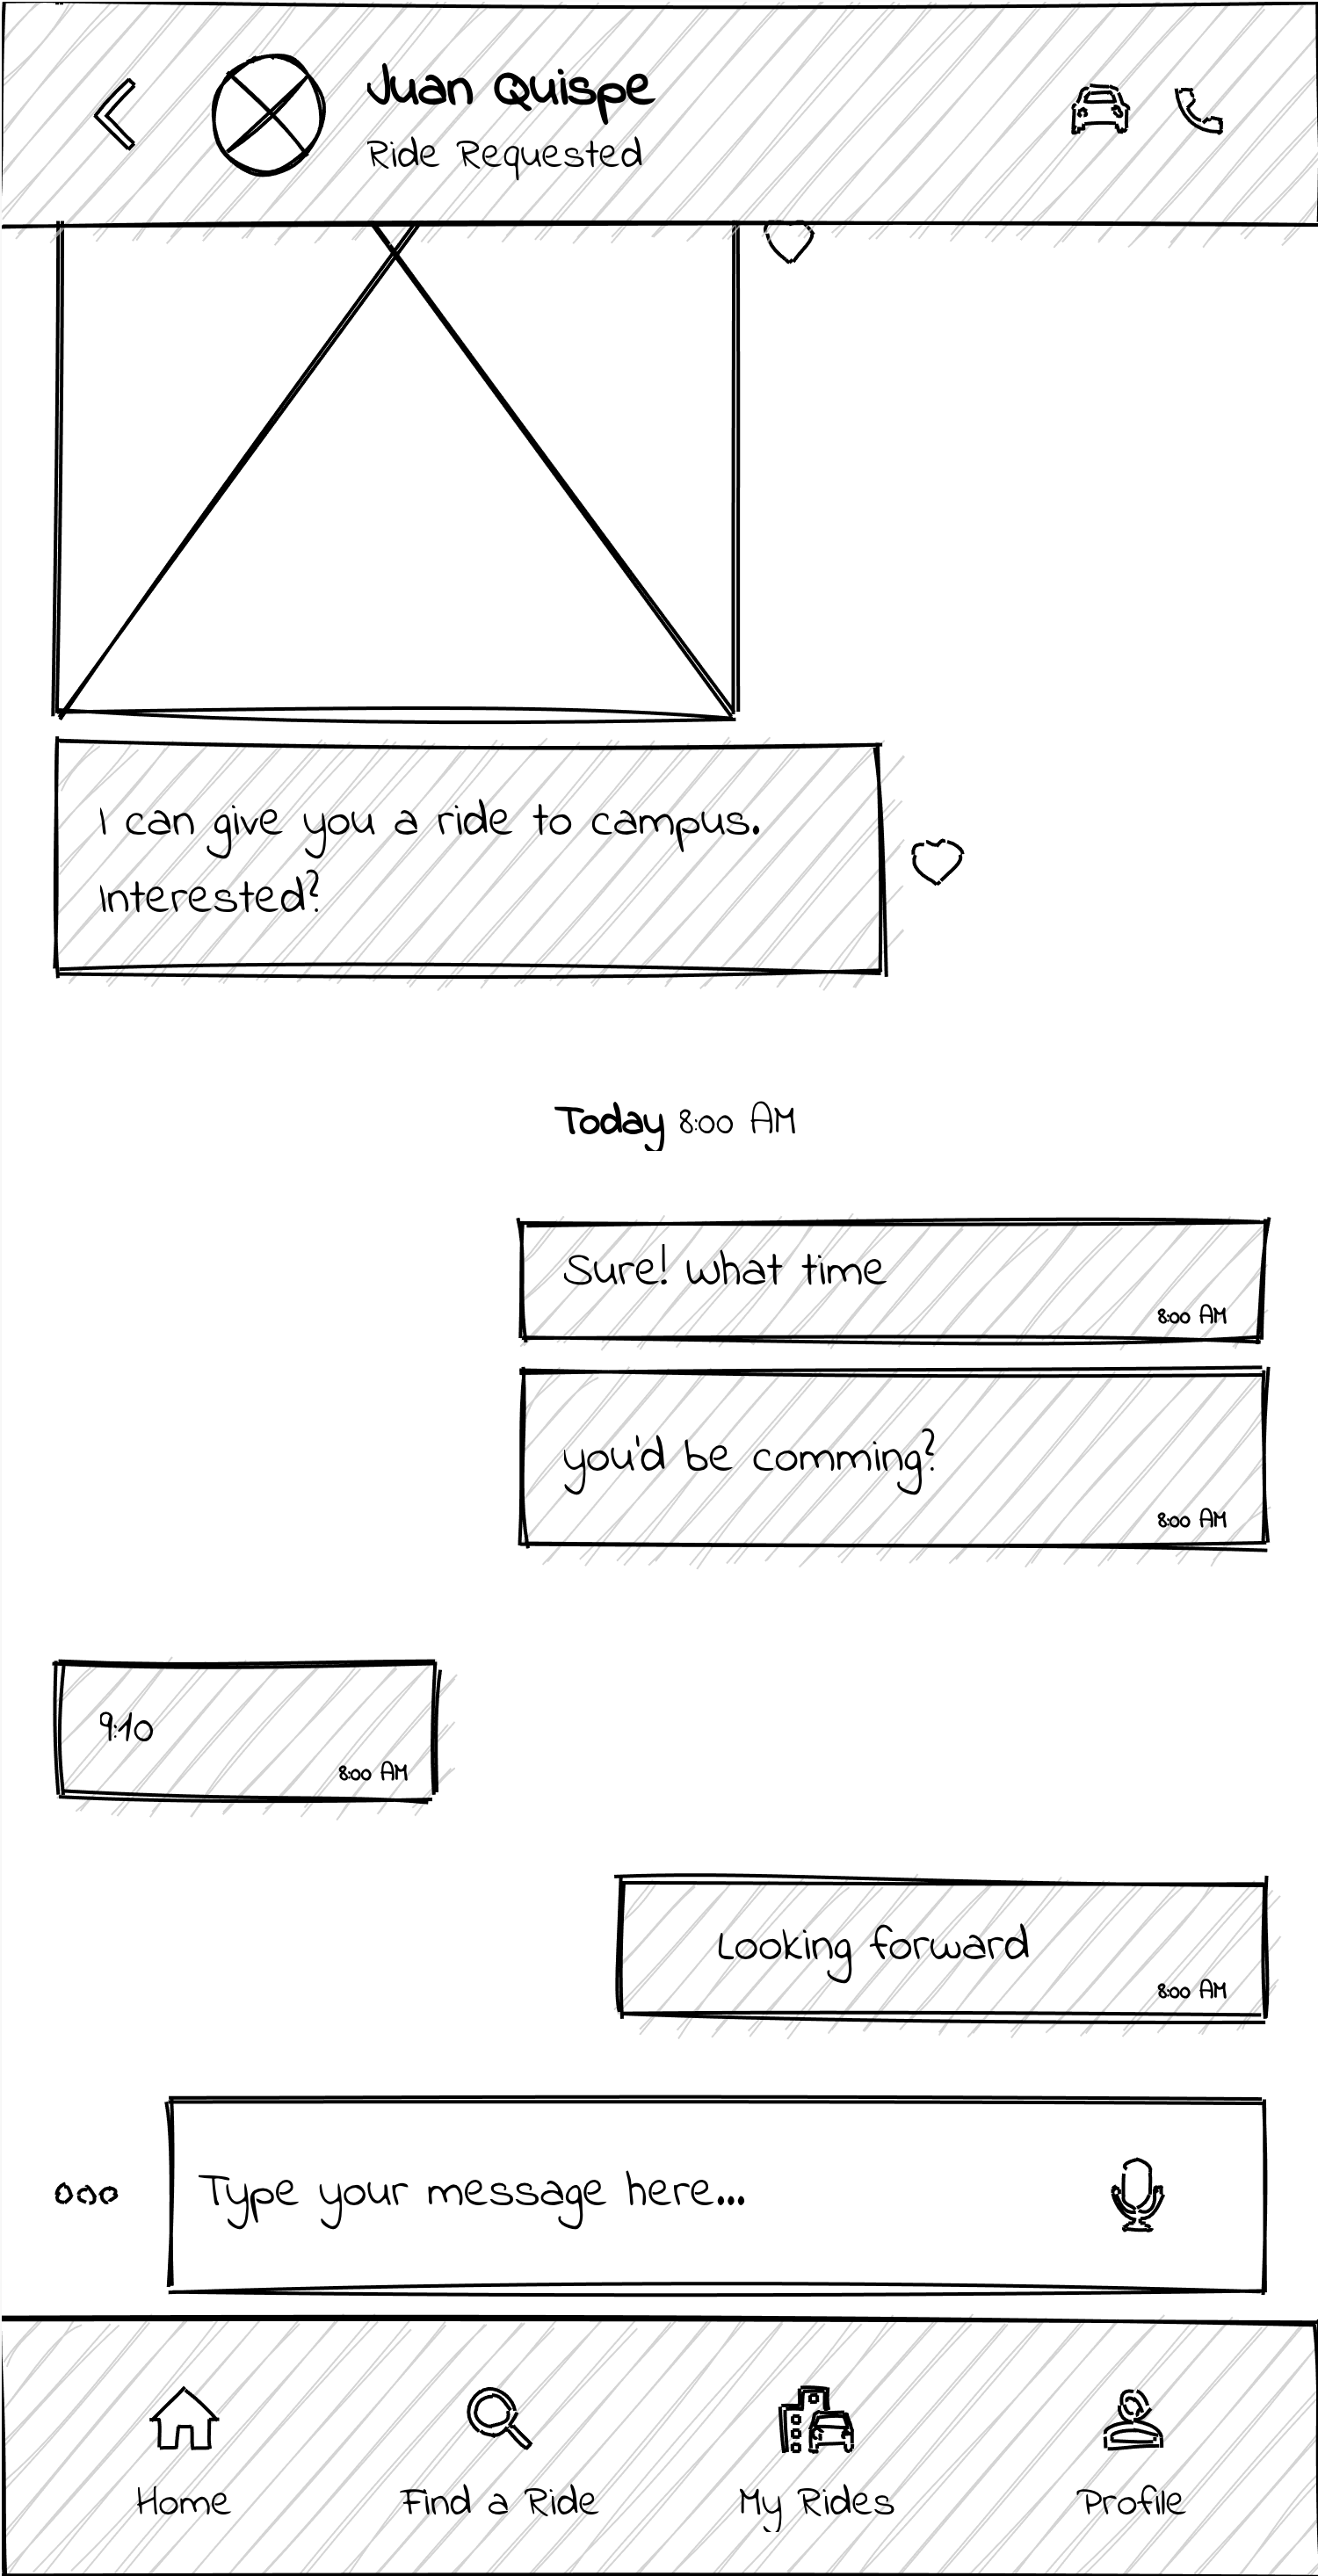 Juan Quispe
Ride Requested
I can give you a ride to campus.
Interested?
Today 8:00 AM
Sure! What time
8:00 AM
you'd be comming?
8:00 AM
9:10
8:00 AM
Looking forward
8:00 AM
Type your message here...
Home
Find a Ride
My Rides
Profile